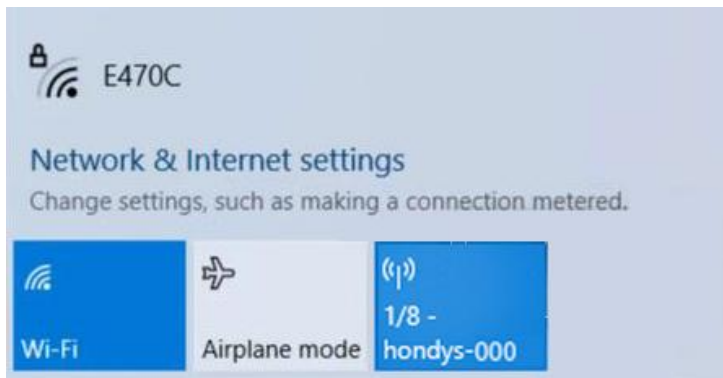 E470C
Network & Internet settings
Change settings, such as making a connection metered.
Wi-Fi
Airplane mode
1/8 -
hondys-000